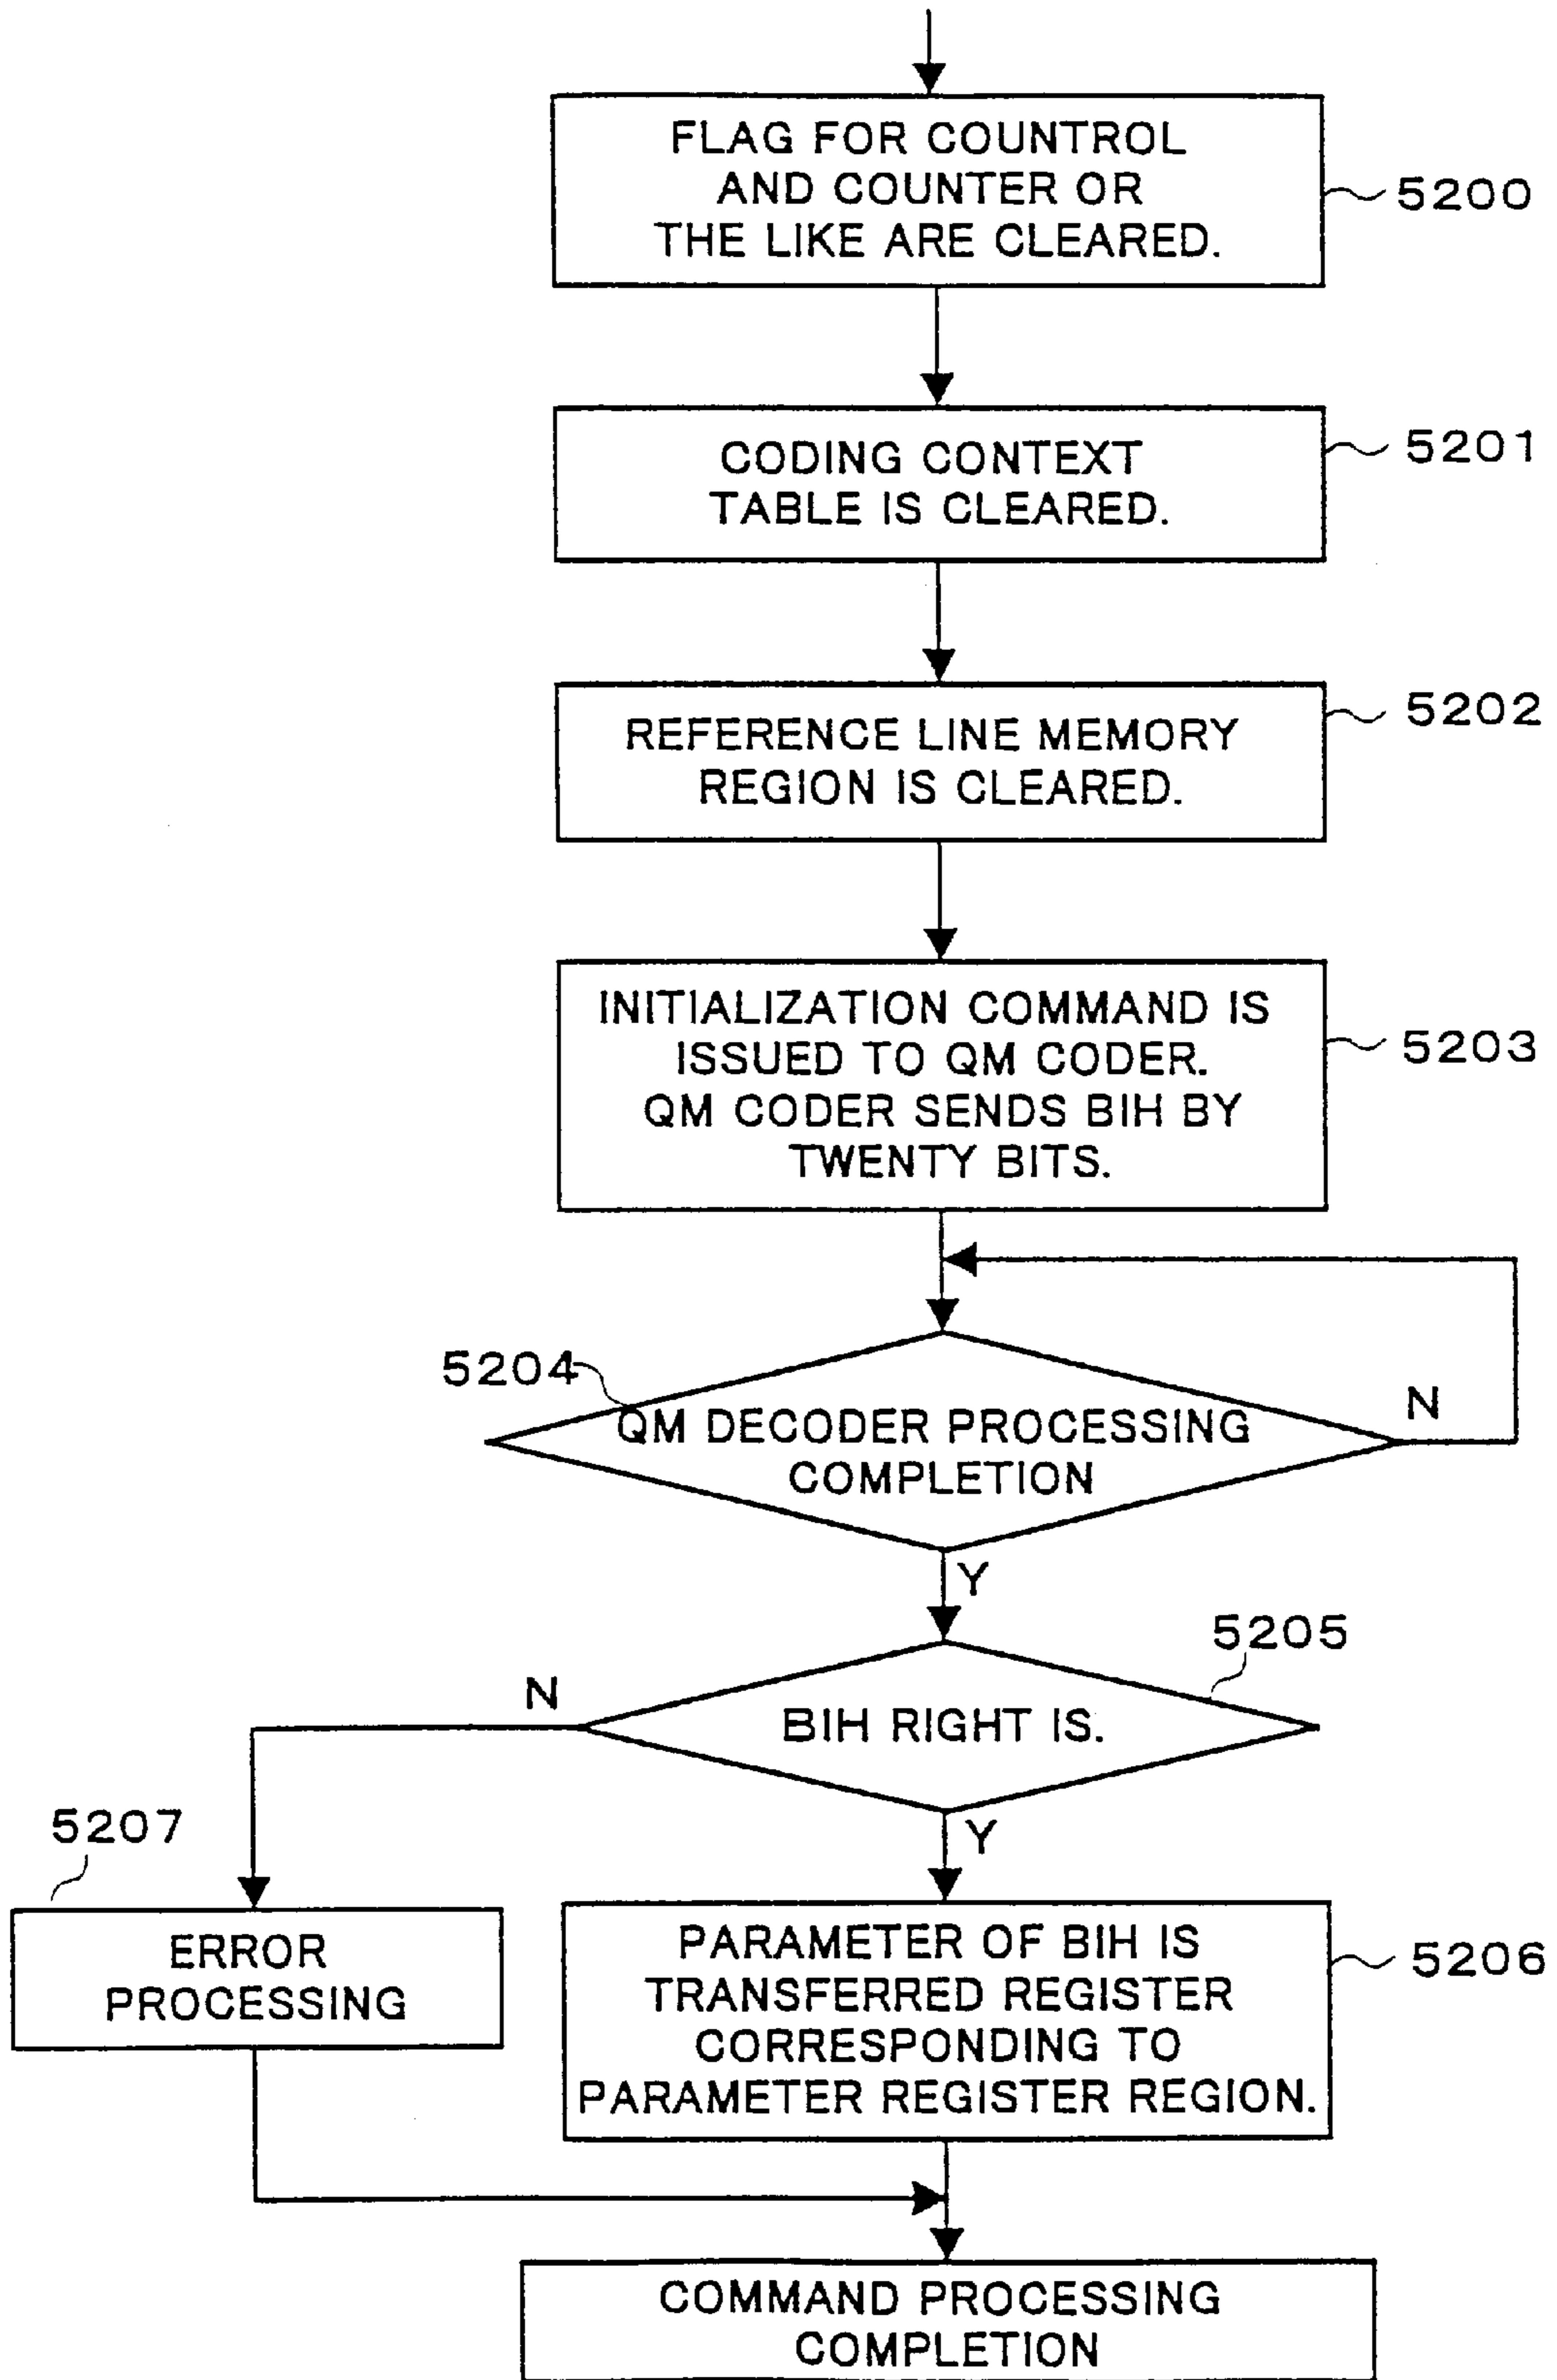 FLAG FOR COUNTROL
AND COUNTER OR
THE LIKE ARE CLEARED.
5200
CODING CONTEXT
TABLE IS CLEARED.
5201
REFERENCE LINE MEMORY
REGION IS CLEARED.
5202
INITIALIZATION COMMAND IS
ISSUED TO QM CODER.
QM CODER SENDS BIH BY
TWENTY BITS.
5203
5204
QM DECODER PROCESSING
COMPLETION
N
Y
5205
N
BIH RIGHT IS.
Y
5207
ERROR
PROCESSING
PARAMETER OF BIH IS
TRANSFERRED REGISTER
CORRESPONDING TO
PARAMETER REGISTER REGION.
5206
COMMAND PROCESSING
COMPLETION